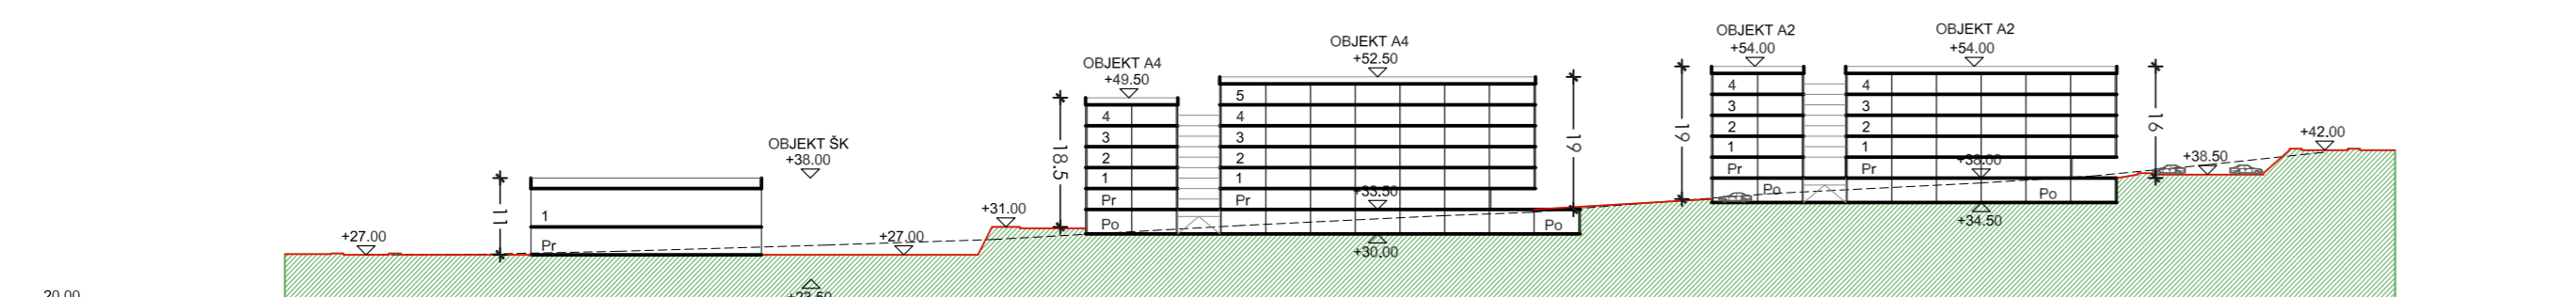 OBJEKT ŠK
+38.00
11
1
Pr
+27.00
+27.00
+31.00
OBJEKT A4
+49.50
18.5
4
3
2
1
Pr
Po
OBJEKT A4
+52.50
5
4
3
2
1
Pr
+33.50
Po
+30.00
19
OBJEKT A2
+54.00
19
4
3
2
1
Pr
Po
OBJEKT A2
+54.00
4
3
2
1
Pr
+38.00
Po
+34.50
16
+38.50
+42.00
20.00
+23.50